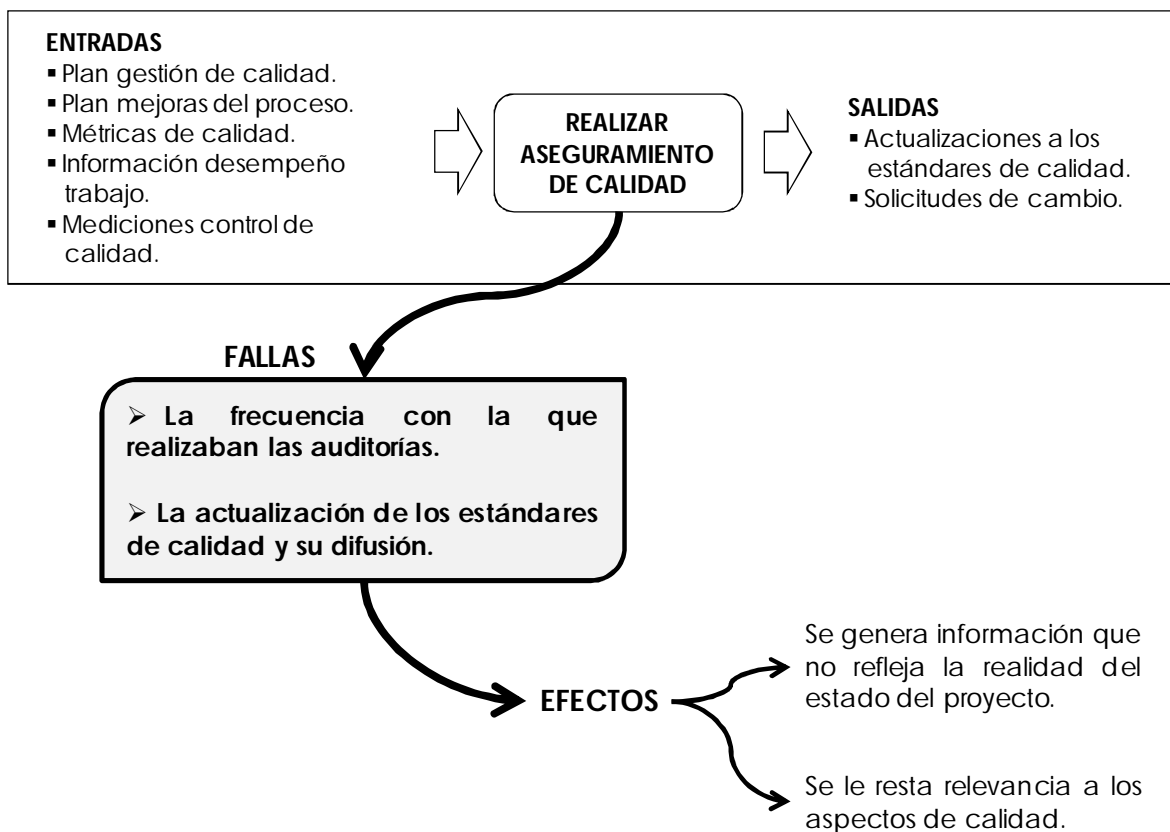 ENTRADAS
▪ Plan gestión de calidad.
▪ Plan mejoras del proceso.
▪ Métricas de calidad.
▪ Información desempeño
trabajo.
▪ Mediciones control de
calidad.
REALIZAR
ASEGURAMIENTO
DE CALIDAD
SALIDAS
▪ Actualizaciones a los
estándares de calidad.
▪ Solicitudes de cambio.
FALLAS
➢ La frecuencia con la que
realizaban las auditorías.
➢ La actualización de los estándares
de calidad y su difusión.
EFECTOS
Se genera información que
no refleja la realidad del
estado del proyecto.
Se le resta relevancia a los
aspectos de calidad.